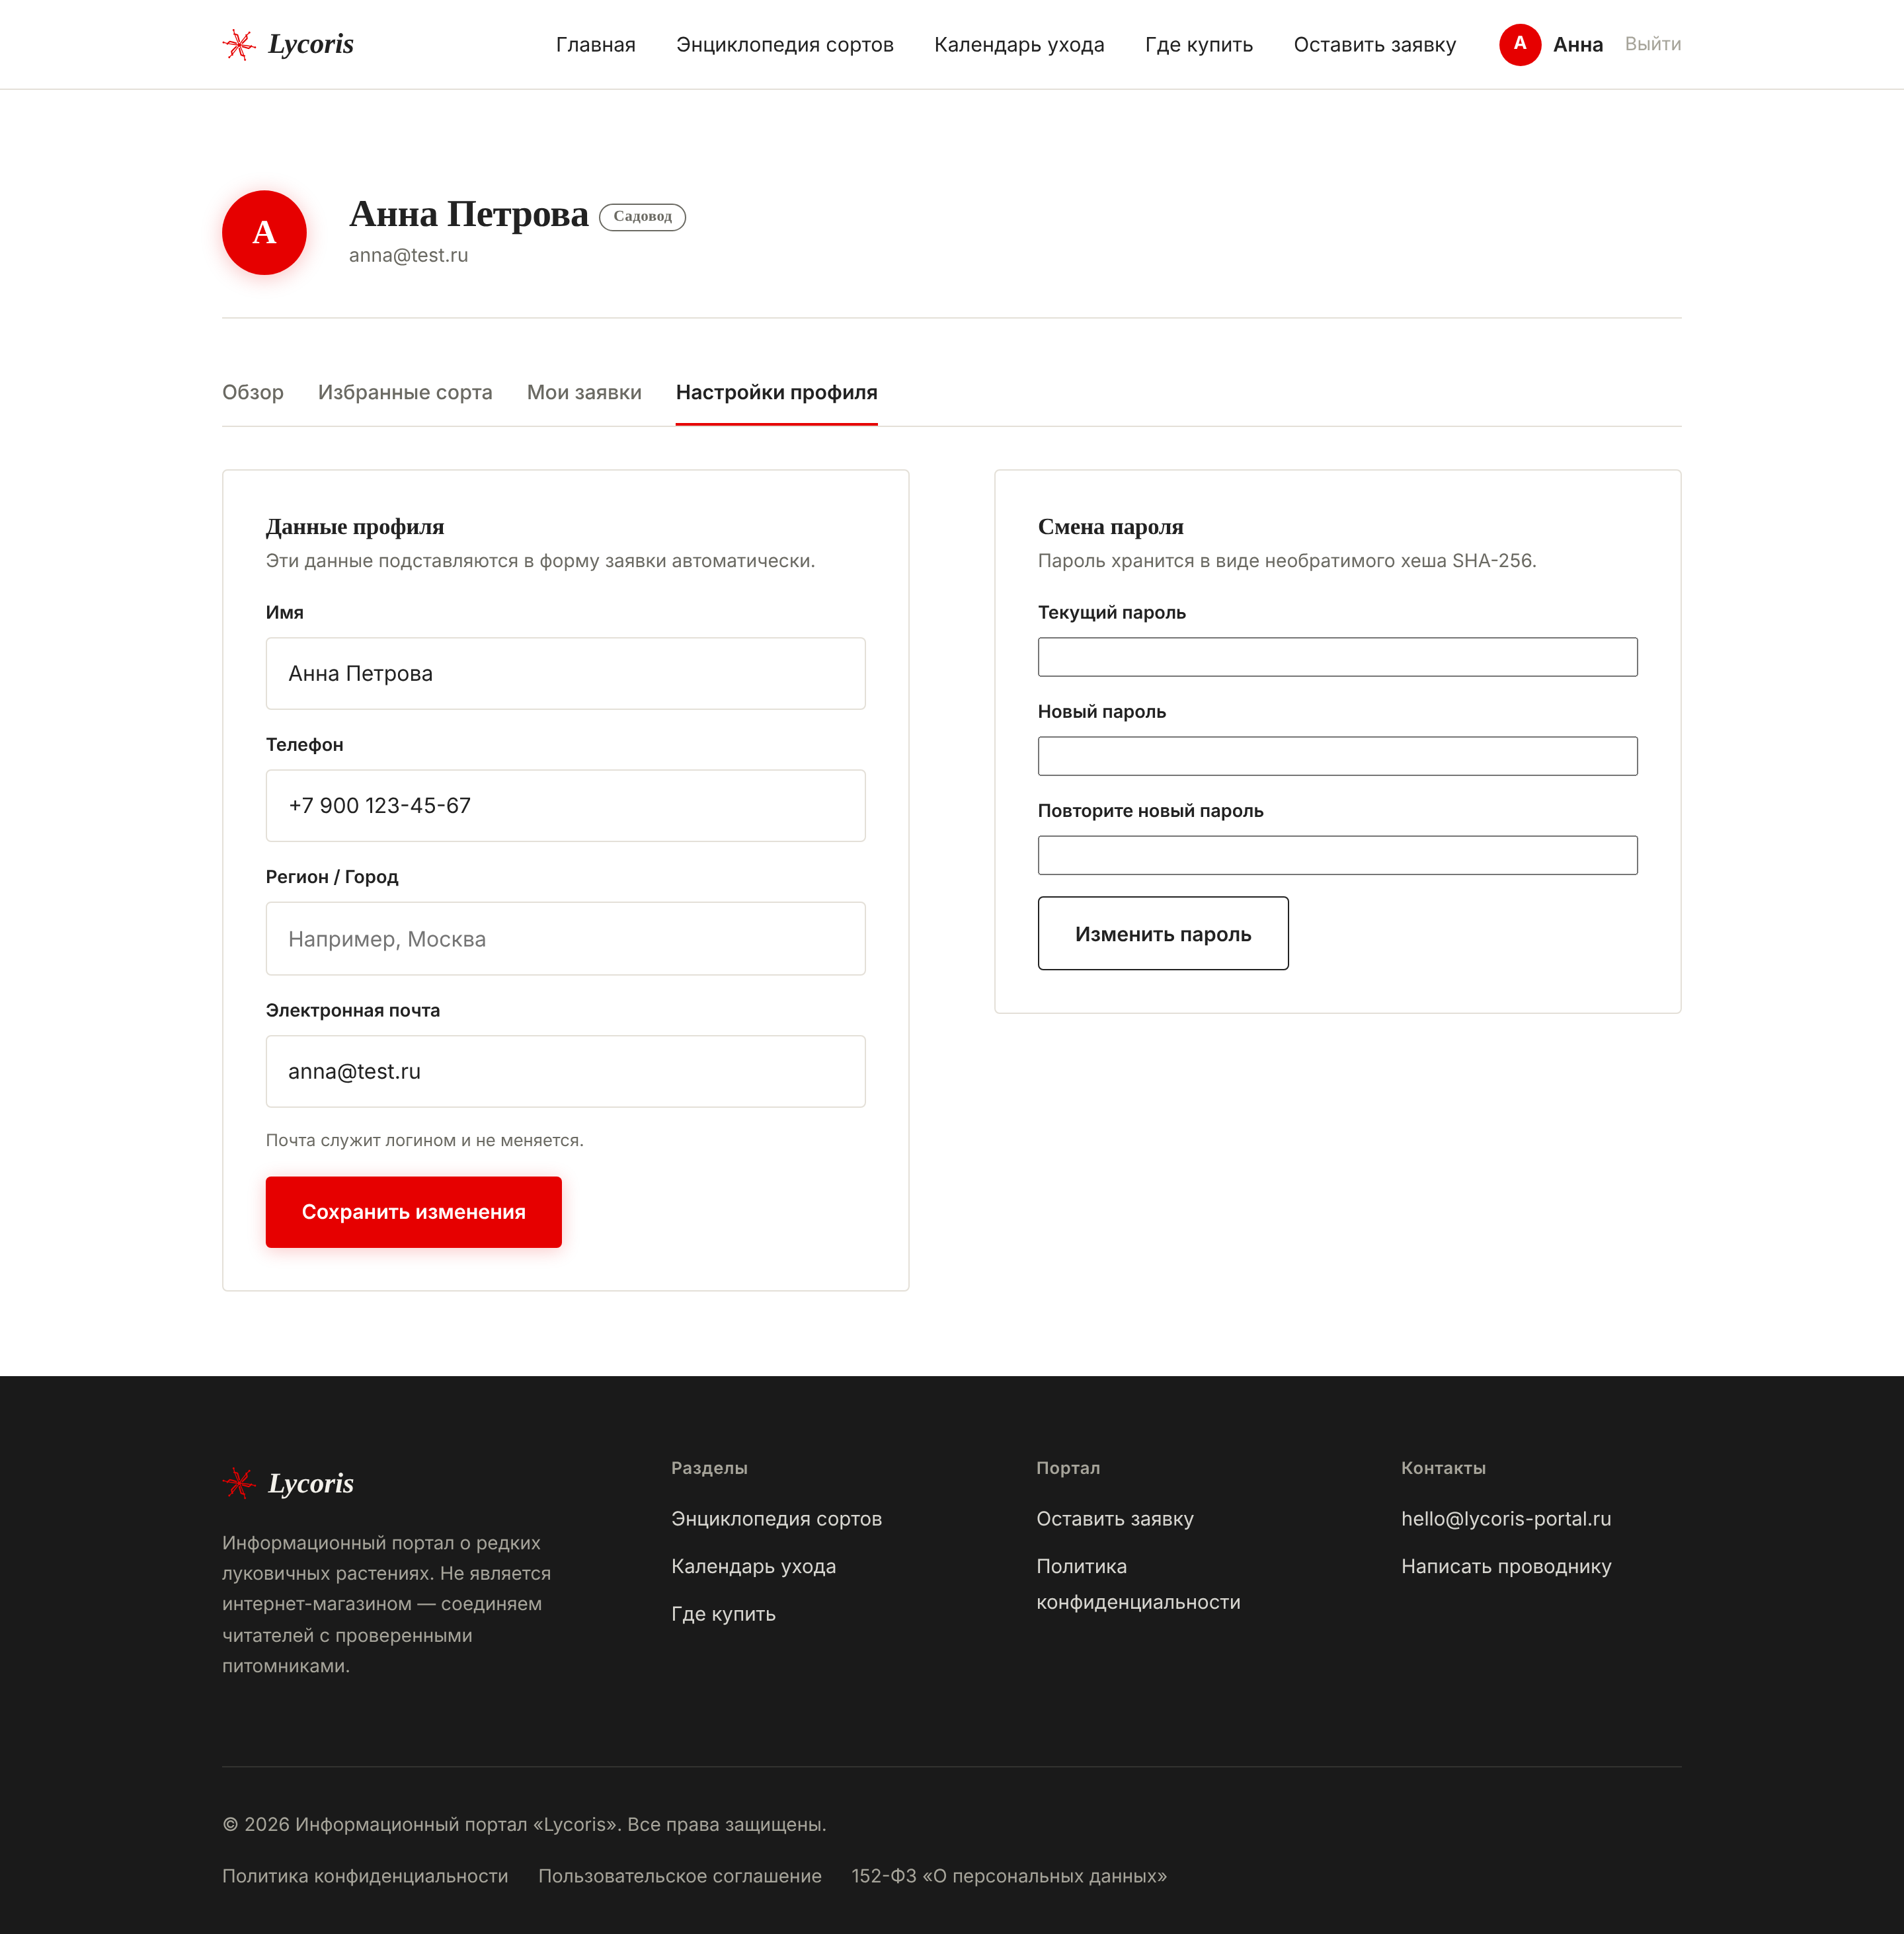 Lycoris
Главная
Энциклопедия сортов
Календарь ухода
Где купить
Оставить заявку
А
Анна
Выйти
А
Анна Петрова
Садовод
anna@test.ru
Обзор
Избранные сорта
Мои заявки
Настройки профиля
Данные профиля
Эти данные подставляются в форму заявки автоматически.
Имя
Анна Петрова
Телефон
+7 900 123-45-67
Регион / Город
Например, Москва
Электронная почта
anna@test.ru
Почта служит логином и не меняется.
Сохранить изменения
Смена пароля
Пароль хранится в виде необратимого хеша SHA-256.
Текущий пароль
Новый пароль
Повторите новый пароль
Изменить пароль
Lycoris
Информационный портал о редких
луковичных растениях. Не является
интернет-магазином — соединяем
читателей с проверенными
питомниками.
Разделы
Энциклопедия сортов
Календарь ухода
Где купить
Портал
Оставить заявку
Политика
конфиденциальности
Контакты
hello@lycoris-portal.ru
Написать проводнику
© 2026 Информационный портал «Lycoris». Все права защищены.
Политика конфиденциальности
Пользовательское соглашение
152-ФЗ «О персональных данных»